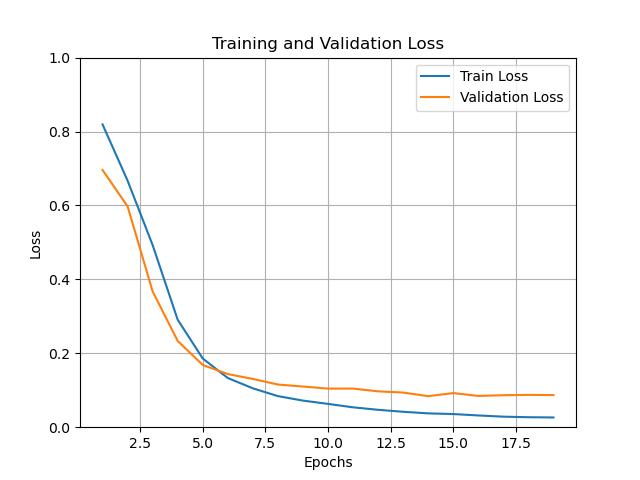 Training and Validation Loss
Train Loss
Validation Loss
1.0
0.8
0.6
0.4
0.2
0.0
Loss
2.5 5.0 7.5 10.0 12.5 15.0 17.5
Epochs